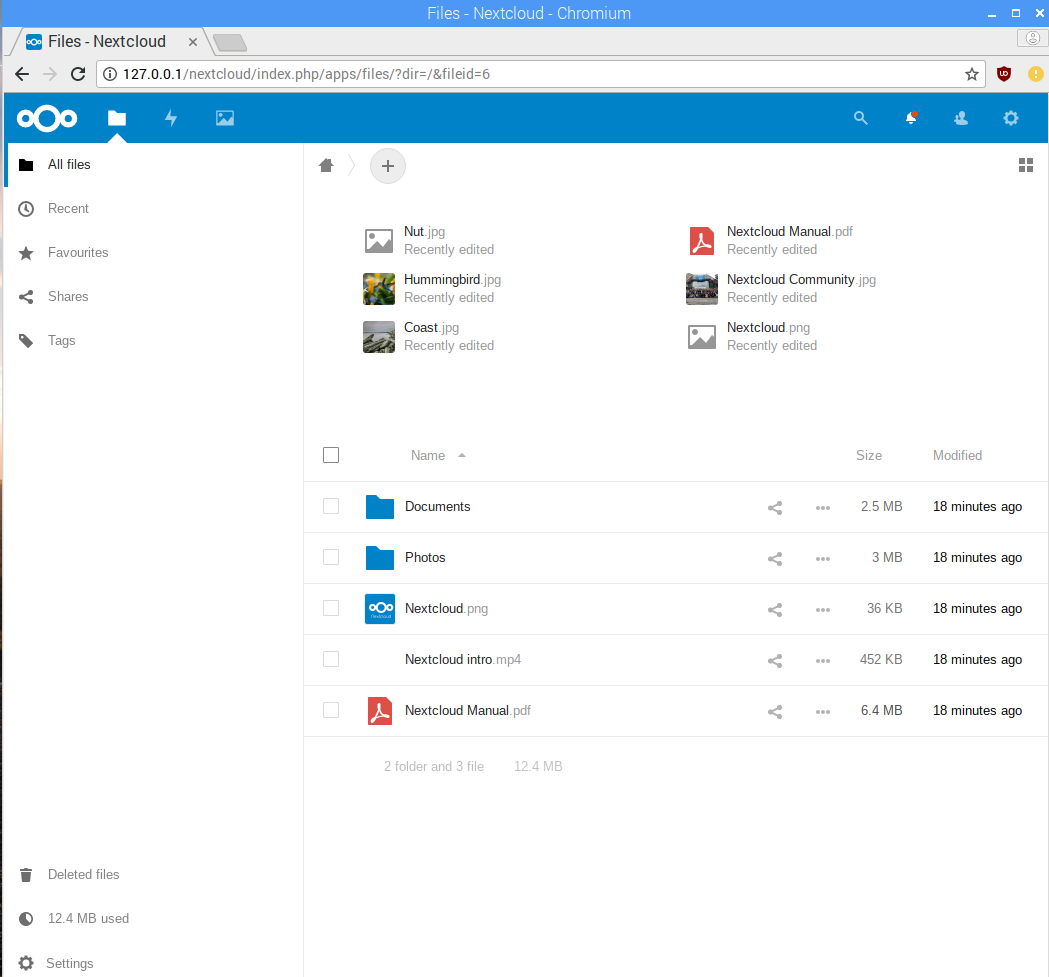 Files - Nextcloud - Chromium
Files - Nextcloud
127.0.0.1/nextcloud/index.php/apps/files/?dir=/&fileid=6
All files
Recent
Favourites
Shares
Tags
Nut.jpg
Recently edited
Nextcloud Manual.pdf
Recently edited
Hummingbird.jpg
Recently edited
Nextcloud Community.jpg
Recently edited
Coast.jpg
Recently edited
Nextcloud.png
Recently edited
Name Size Modified
Documents 2.5 MB 18 minutes ago
Photos 3 MB 18 minutes ago
Nextcloud.png 36 KB 18 minutes ago
Nextcloud intro.mp4 452 KB 18 minutes ago
Nextcloud Manual.pdf 6.4 MB 18 minutes ago
2 folder and 3 file 12.4 MB
Deleted files
12.4 MB used
Settings